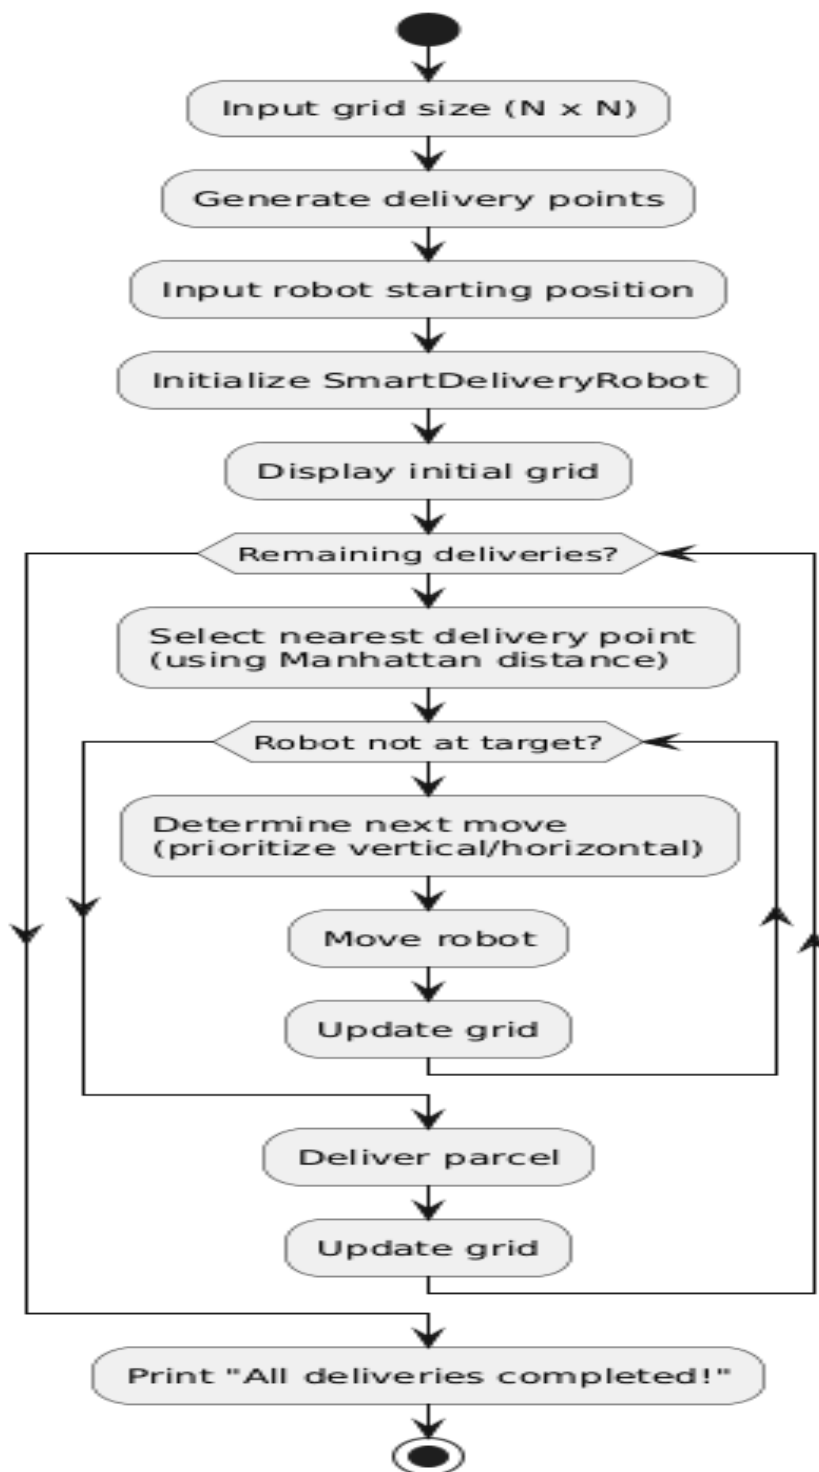 Input grid size (N x N)
Generate delivery points
Input robot starting position
Initialize SmartDeliveryRobot
Display initial grid
Remaining deliveries?
Select nearest delivery point
(using Manhattan distance)
Robot not at target?
Determine next move
(prioritize vertical/horizontal)
Move robot
Update grid
Deliver parcel
Update grid
Print "All deliveries completed!"